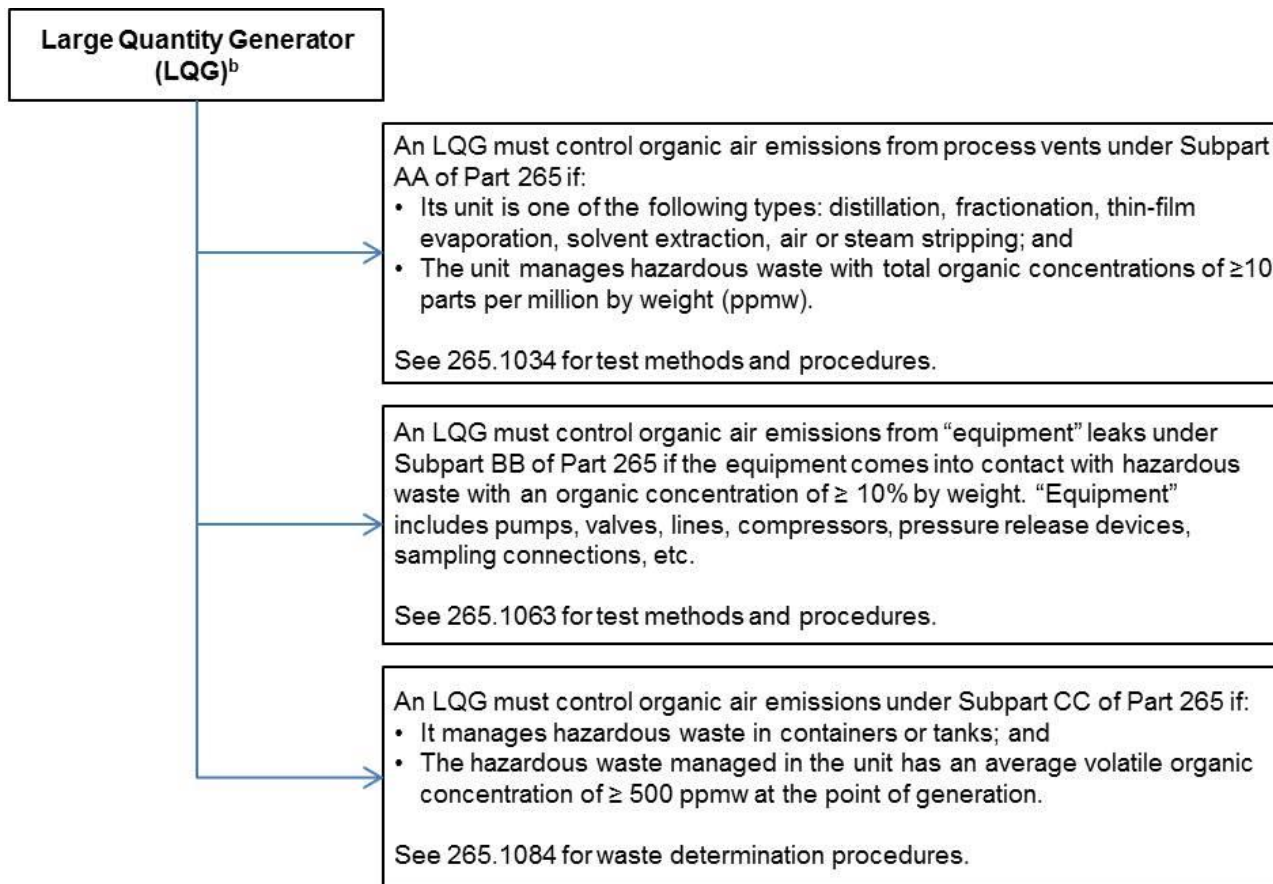 Large Quantity Generator
(LQG)b
An LQG must control organic air emissions from process vents under Subpart
AA of Part 265 if:
• Its unit is one of the following types: distillation, fractionation, thin-film
evaporation, solvent extraction, air or steam stripping; and
• The unit manages hazardous waste with total organic concentrations of ≥10
parts per million by weight (ppmw).
See 265.1034 for test methods and procedures.
An LQG must control organic air emissions from “equipment” leaks under
Subpart BB of Part 265 if the equipment comes into contact with hazardous
waste with an organic concentration of ≥ 10% by weight. “Equipment”
includes pumps, valves, lines, compressors, pressure release devices,
sampling connections, etc.
See 265.1063 for test methods and procedures.
An LQG must control organic air emissions under Subpart CC of Part 265 if:
• It manages hazardous waste in containers or tanks; and
• The hazardous waste managed in the unit has an average volatile organic
concentration of ≥ 500 ppmw at the point of generation.
See 265.1084 for waste determination procedures.